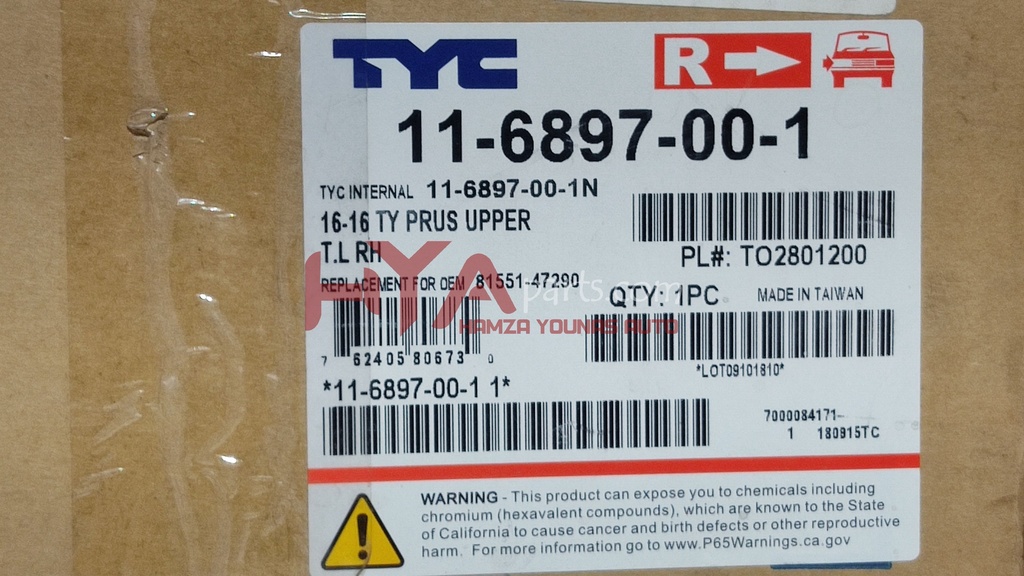 TYC
R
11-6897-00-1
TYC INTERNAL 11-6897-00-1N
16-16 TY PRUS UPPER
T.L RH
PL#: TO2801200
REPLACEMENT FOR OEM 81551-47290
QTY: 1PC MADE IN TAIWAN
HYAparts.com
HAMZA YOUNAS AUTO
7 62405 80673 0
*LOT09101810*
*11-6897-00-1 1*
7000084171-
1 180915TC
WARNING - This product can expose you to chemicals including
chromium (hexavalent compounds), which are known to the State
of California to cause cancer and birth defects or other reproductive
harm. For more information go to www.P65Warnings.ca.gov